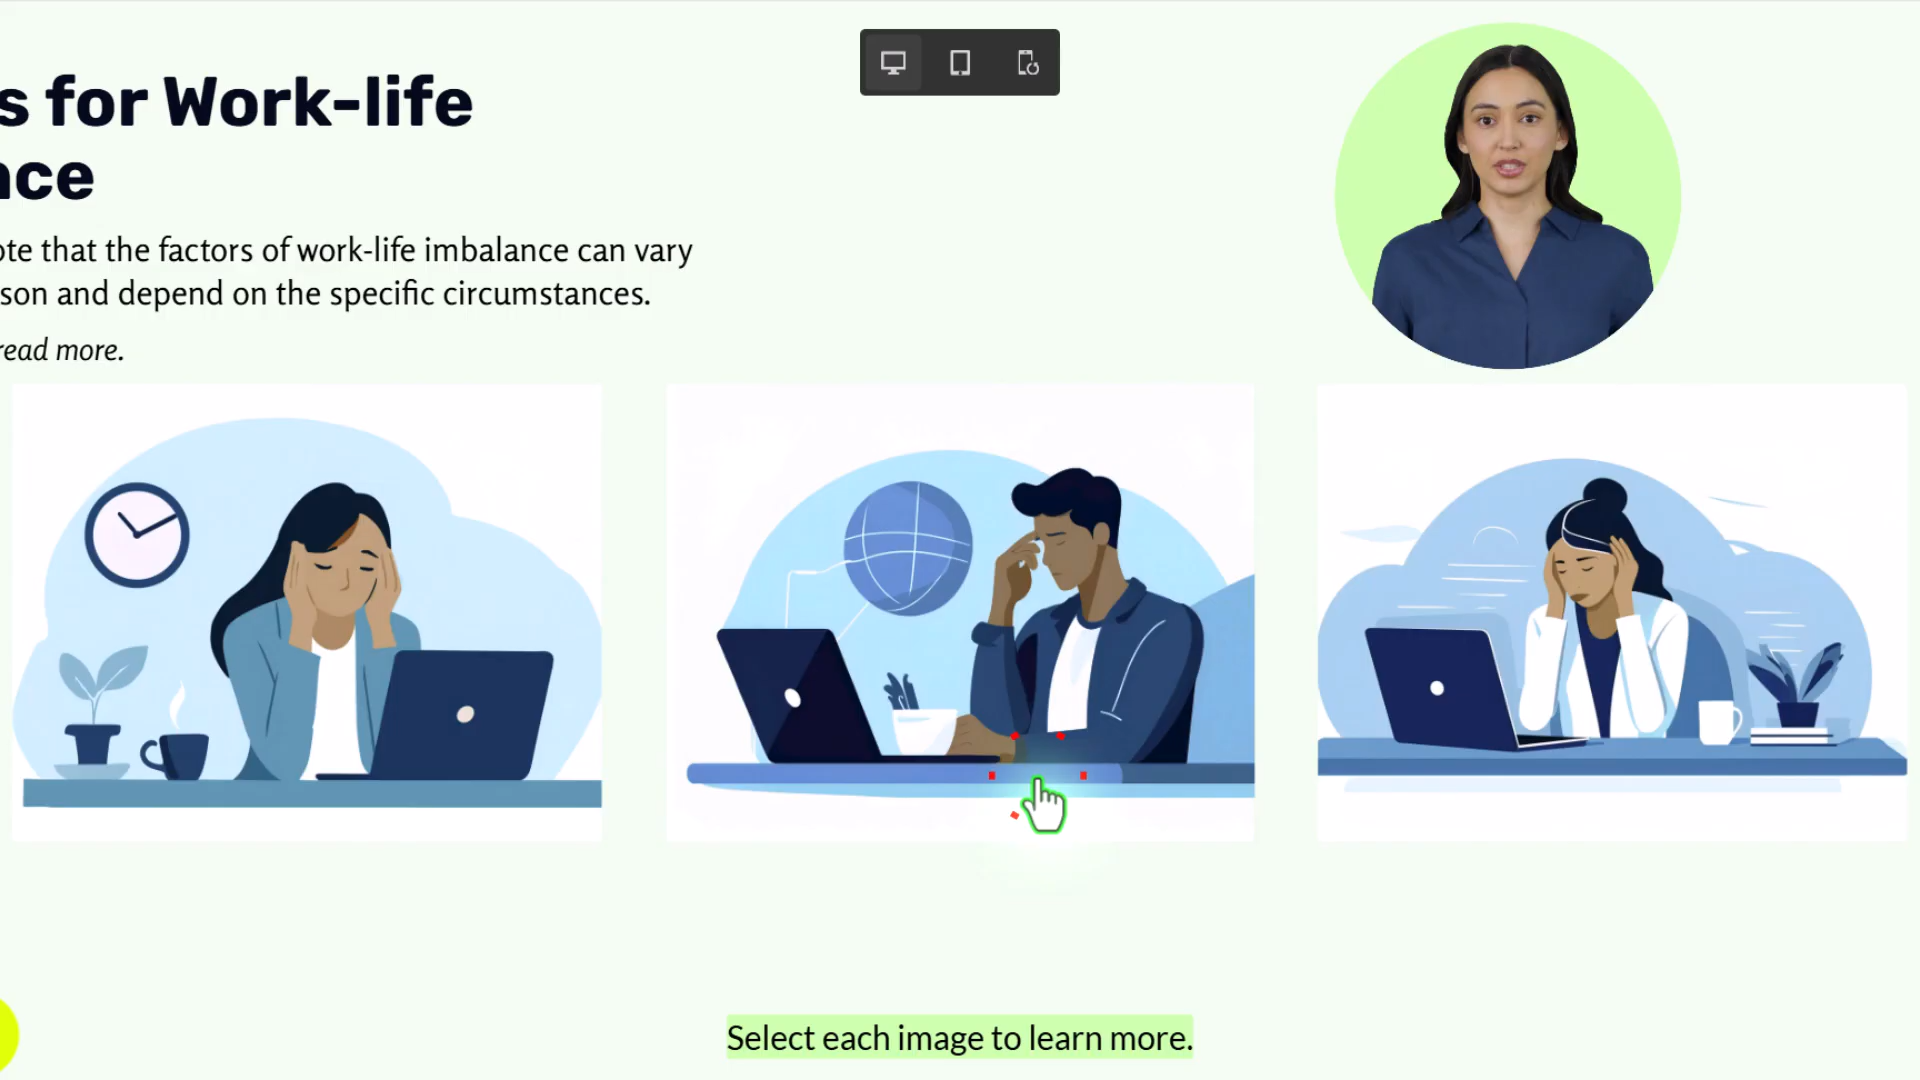 s for Work-life
nce
ote that the factors of work-life imbalance can vary
son and depend on the specific circumstances.
read more.
Select each image to learn more.